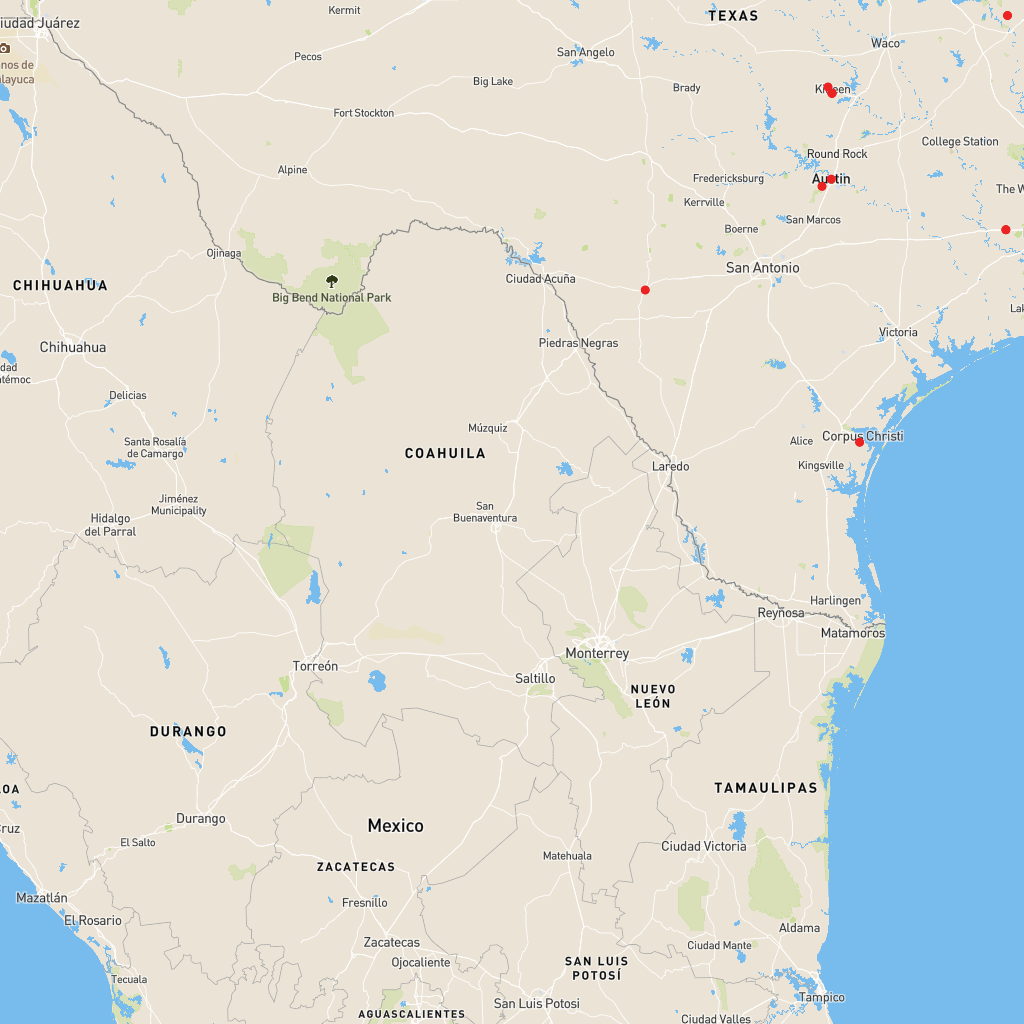 Kermit
TEXAS
iudad Juárez
Waco
San Angelo
Pecos
nos de
alayuca
Big Lake
Brady
Fort Stockton
College Station
Round Rock
Alpine
Fredericksburg
Austin
The W
Kerrville
San Marcos
Boerne
Ojinaga
San Antonio
Ciudad Acuña
CHIHUAHUA
Big Bend National Park
Lak
Victoria
Chihuahua
Piedras Negras
dad
Delicias
Múzquiz
Corpus Christi
Santa Rosalía
de Camargo
Alice
COAHUILA
Kingsville
Laredo
Jiménez
Municipality
San
Buenaventura
Hidalgo
del Parral
Harlingen
Reynosa
Matamoros
Monterrey
Torreón
Saltillo
NUEVO
LEÓN
DURANGO
TAMAULIPAS
LOA
Durango
Mexico
ruz
El Salto
Ciudad Victoria
Matehuala
ZACATECAS
Mazatlán
Fresnillo
El Rosario
Aldama
Zacatecas
Ciudad Mante
Ojocaliente
SAN LUIS
POTOSÍ
Tecuala
Tampico
San Luis Potosi
AGUASCALIENTES
Ciudad Valles